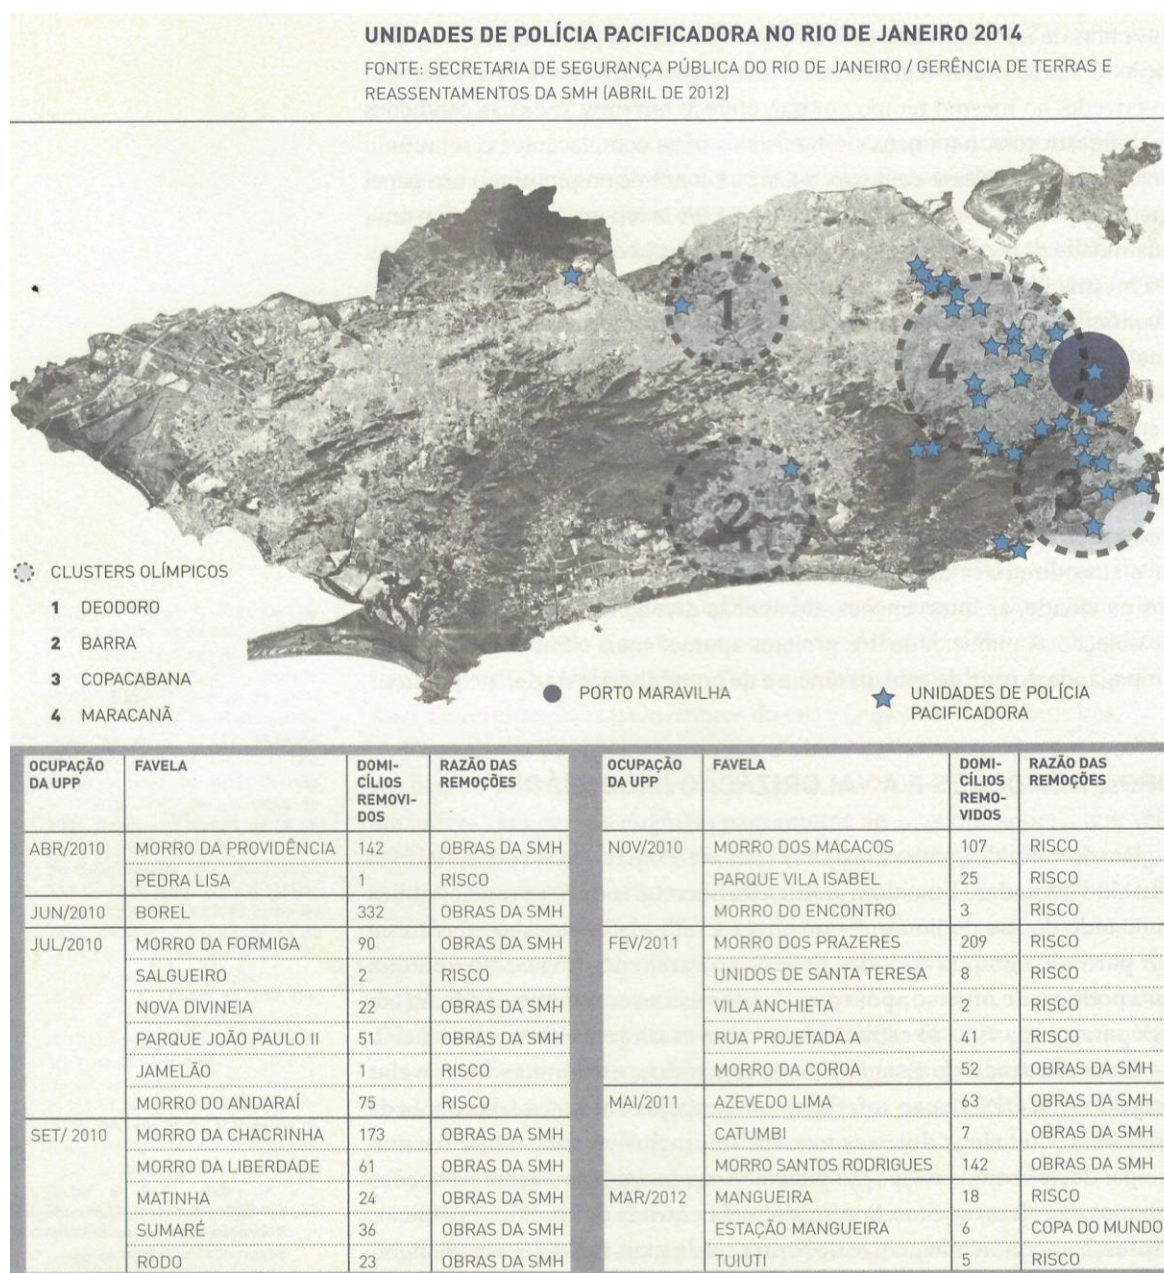 UNIDADES DE POLÍCIA PACIFICADORA NO RIO DE JANEIRO 2014
FONTE: SECRETARIA DE SEGURANÇA PÚBLICA DO RIO DE JANEIRO / GERÊNCIA DE TERRAS E
REASSENTAMENTOS DA SMH (ABRIL DE 2012)
1
4
2
3
CLUSTERS OLÍMPICOS
1 DEODORO
2 BARRA
3 COPACABANA
4 MARACANÃ
PORTO MARAVILHA
UNIDADES DE POLÍCIA
PACIFICADORA
OCUPAÇÃO DA UPP FAVELA DOMI-CÍLIOS REMOVI-DOS RAZÃO DAS REMOÇÕES
ABR/2010 MORRO DA PROVIDÊNCIA 142 OBRAS DA SMH
PEDRA LISA 1 RISCO
JUN/2010 BOREL 332 OBRAS DA SMH
JUL/2010 MORRO DA FORMIGA 90 OBRAS DA SMH
SALGUEIRO 2 RISCO
NOVA DIVINEIA 22 OBRAS DA SMH
PARQUE JOÃO PAULO II 51 OBRAS DA SMH
JAMELÃO 1 RISCO
MORRO DO ANDARAÍ 75 RISCO
SET/ 2010 MORRO DA CHACRINHA 173 OBRAS DA SMH
MORRO DA LIBERDADE 61 OBRAS DA SMH
MATINHA 24 OBRAS DA SMH
SUMARÉ 36 OBRAS DA SMH
RODO 23 OBRAS DA SMH
OCUPAÇÃO DA UPP FAVELA DOMI-CÍLIOS REMO-VIDOS RAZÃO DAS REMOÇÕES
NOV/2010 MORRO DOS MACACOS 107 RISCO
PARQUE VILA ISABEL 25 RISCO
MORRO DO ENCONTRO 3 RISCO
FEV/2011 MORRO DOS PRAZERES 209 RISCO
UNIDOS DE SANTA TERESA 8 RISCO
VILA ANCHIETA 2 RISCO
RUA PROJETADA A 41 RISCO
MORRO DA COROA 52 OBRAS DA SMH
MAI/2011 AZEVEDO LIMA 63 OBRAS DA SMH
CATUMBI 7 OBRAS DA SMH
MORRO SANTOS RODRIGUES 142 OBRAS DA SMH
MAR/2012 MANGUEIRA 18 RISCO
ESTAÇÃO MANGUEIRA 6 COPA DO MUNDO
TUIUTI 5 RISCO